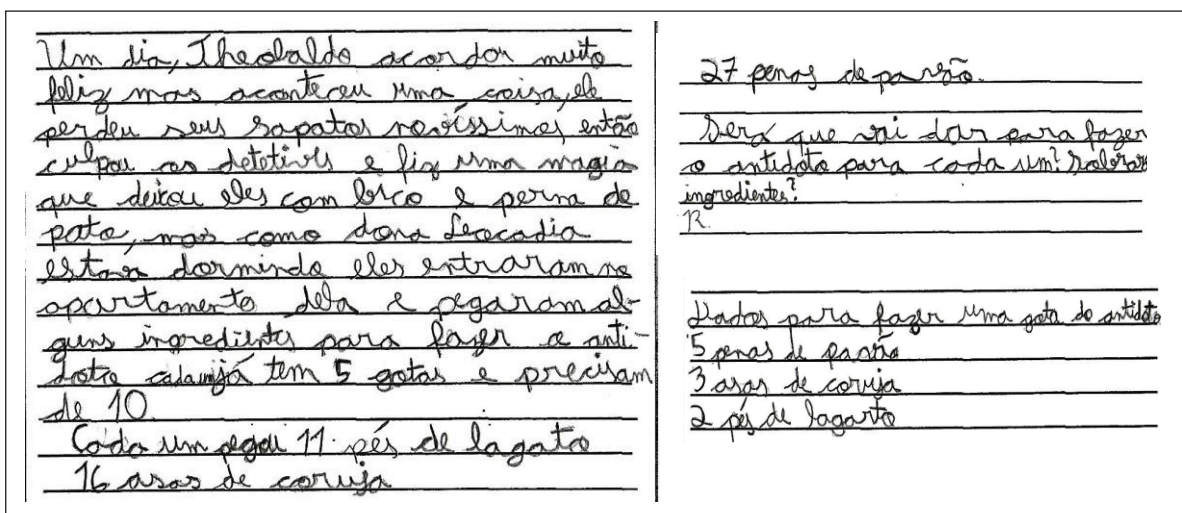 Um dia, Theobaldo acordor muito
feliz mas aconteceu uma coisa, ele
perdeu seus sapatos novíssimos, então
culpou os detetives e fiz uma magia
que deixou eles com bico e perna de
pato, mas como dona Leocadia
estava dorminda eles entraram no
apartamento dela e pegaram al-
guns ingredientes para fazer o anti-
doto cada um já tem 5 gotas e precisam
de 10.
Cada um pegou 11 pés de lagato
16 asas de coruja
27 penas de pavão.
Será que vai dar para fazer
o antidoto para cada um?
ingredientes?
R.
Dados para fazer uma gota do antidoto
5 penas de pavão
3 asas de coruja
2 pés de lagarto